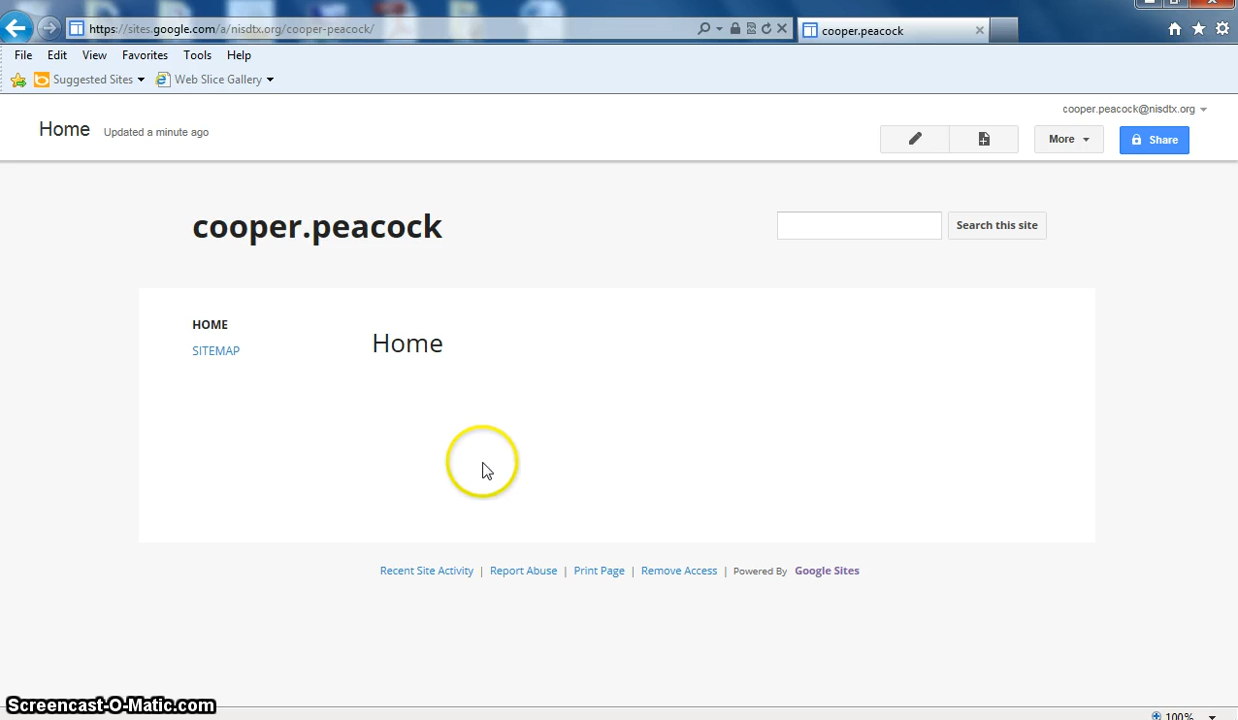 https://sites.google.com/a/nisdtx.org/cooper-peacock/
cooper.peacock
File Edit View Favorites Tools Help
Suggested Sites Web Slice Gallery
cooper.peacock@nisdtx.org
Home Updated a minute ago
More Share
cooper.peacock
Search this site
HOME
SITEMAP
Home
Recent Site Activity | Report Abuse | Print Page | Remove Access | Powered By Google Sites
Screencast-O-Matic.com
100%